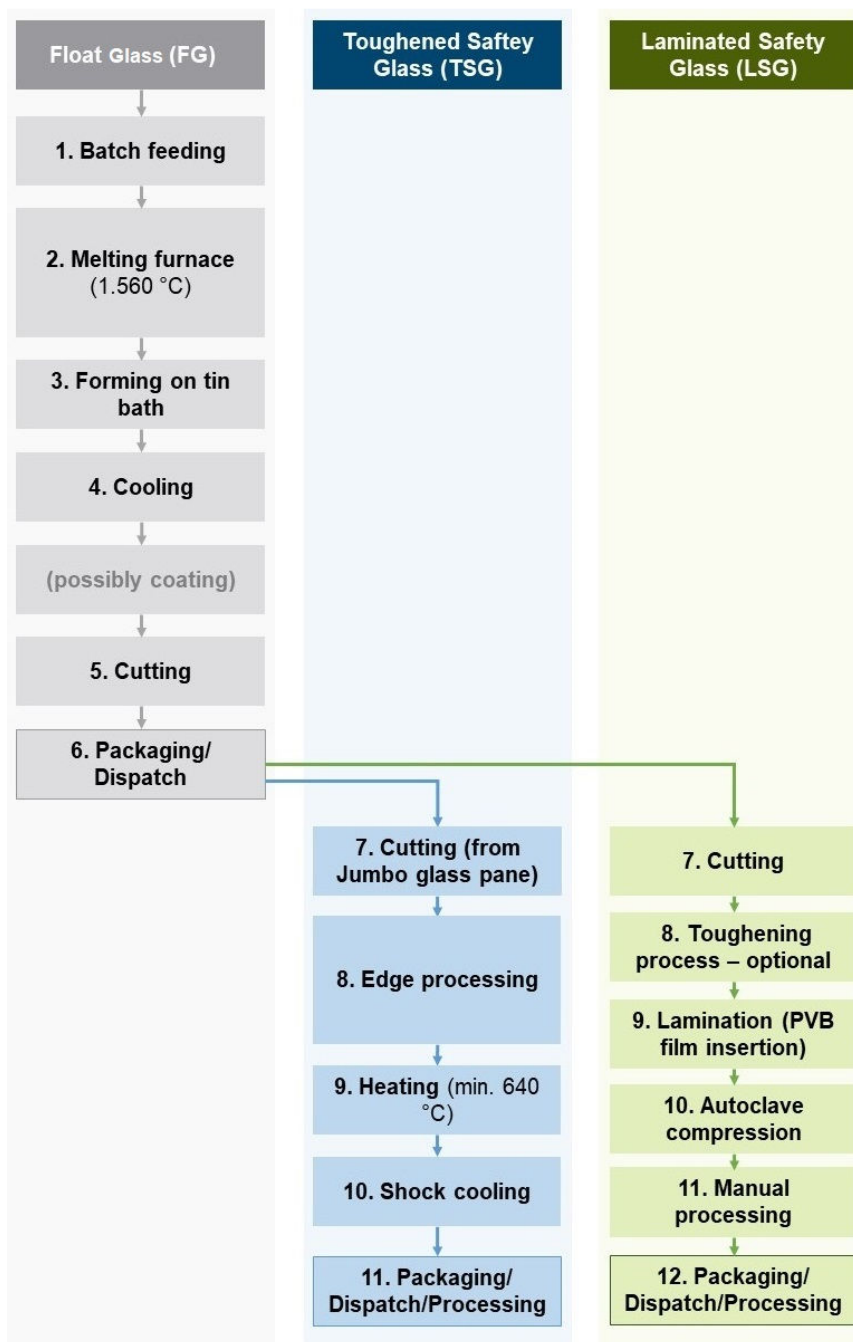 Float Glass (FG)
1. Batch feeding
2. Melting furnace
(1.560 °C)
3. Forming on tin
bath
4. Cooling
(possibly coating)
5. Cutting
6. Packaging/
Dispatch
Toughened Saftey
Glass (TSG)
7. Cutting (from
Jumbo glass pane)
8. Edge processing
9. Heating (min. 640
°C)
10. Shock cooling
11. Packaging/
Dispatch/Processing
Laminated Safety
Glass (LSG)
7. Cutting
8. Toughening
process – optional
9. Lamination (PVB
film insertion)
10. Autoclave
compression
11. Manual
processing
12. Packaging/
Dispatch/Processing